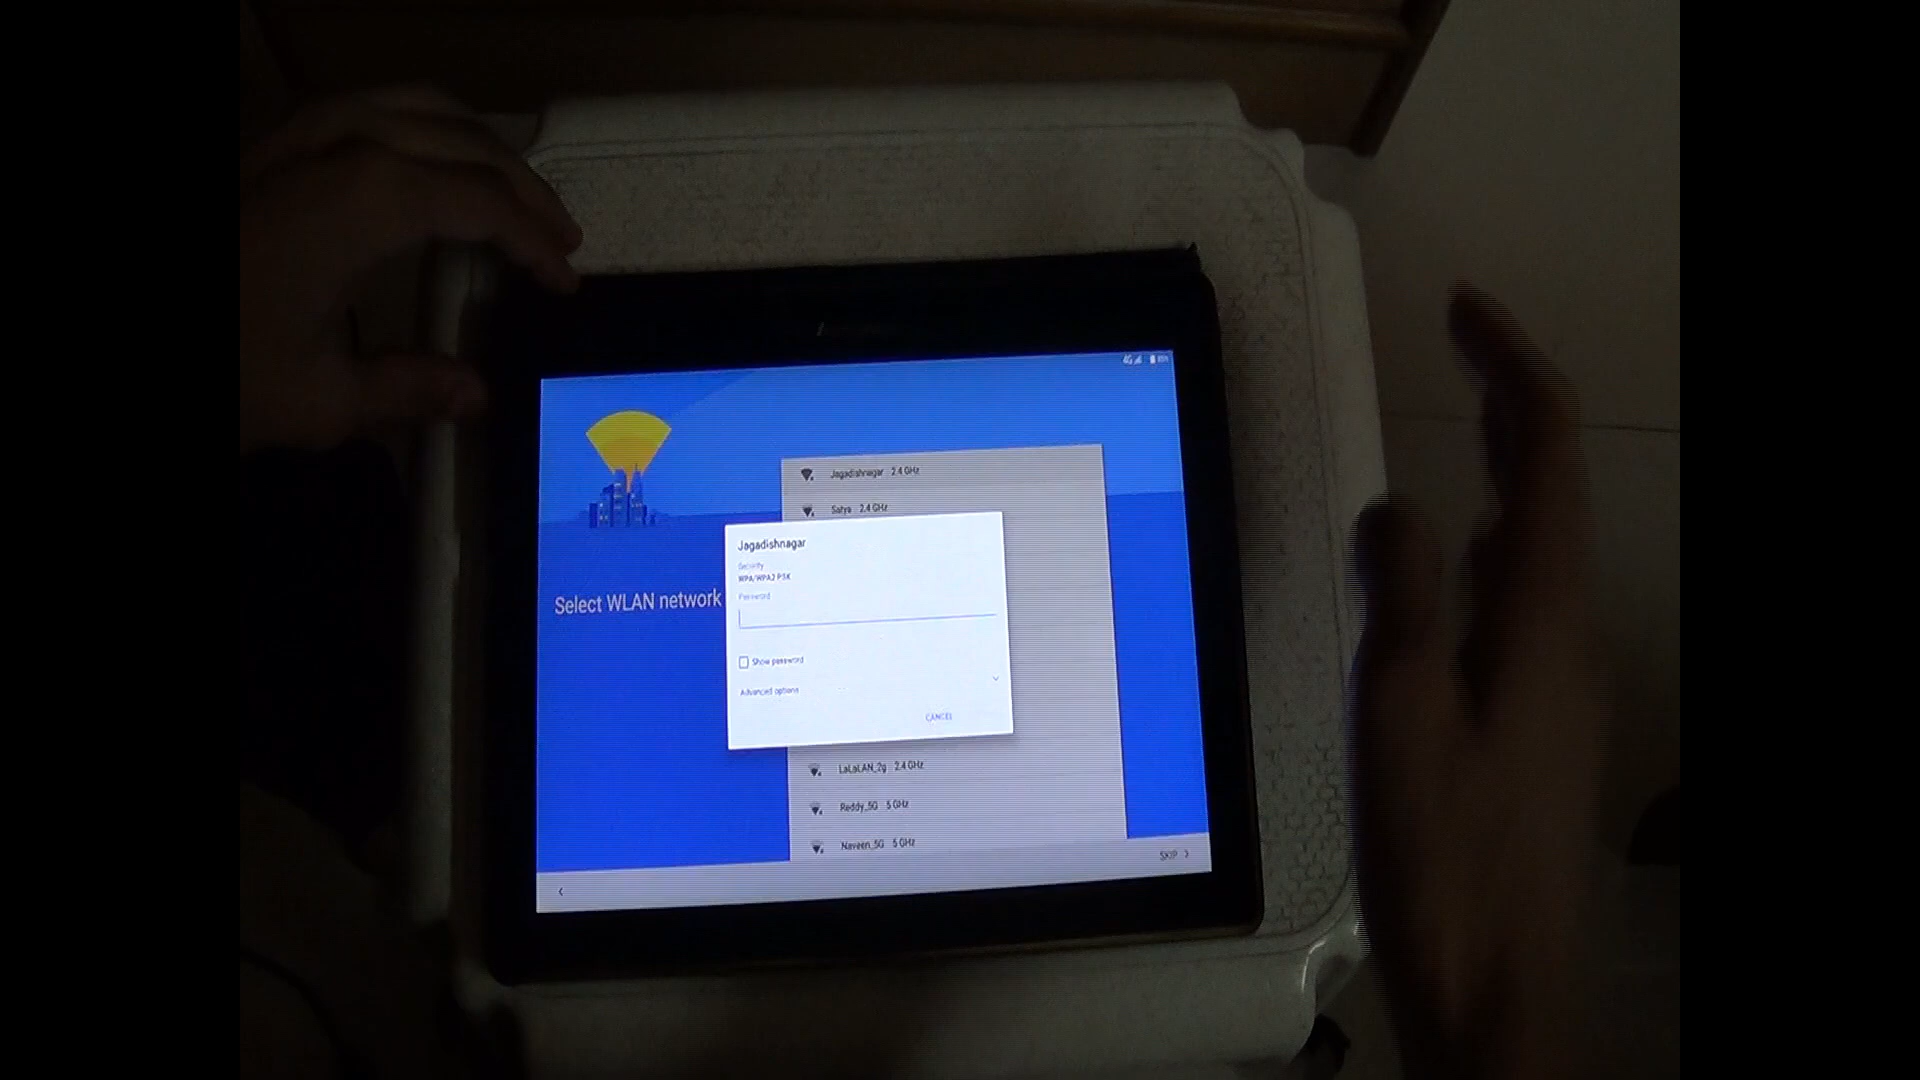 4G
Jagadishnagar 2.4 GHz
Satya 2.4 GHz
Jagadishnagar
Security
WPA/WPA2 PSK
Select WLAN network
Password
Show password
Advanced options
CANCEL
LaLaLAN_2g 2.4 GHz
Reddy_5G 5 GHz
Naveen_5G 5 GHz
SKIP